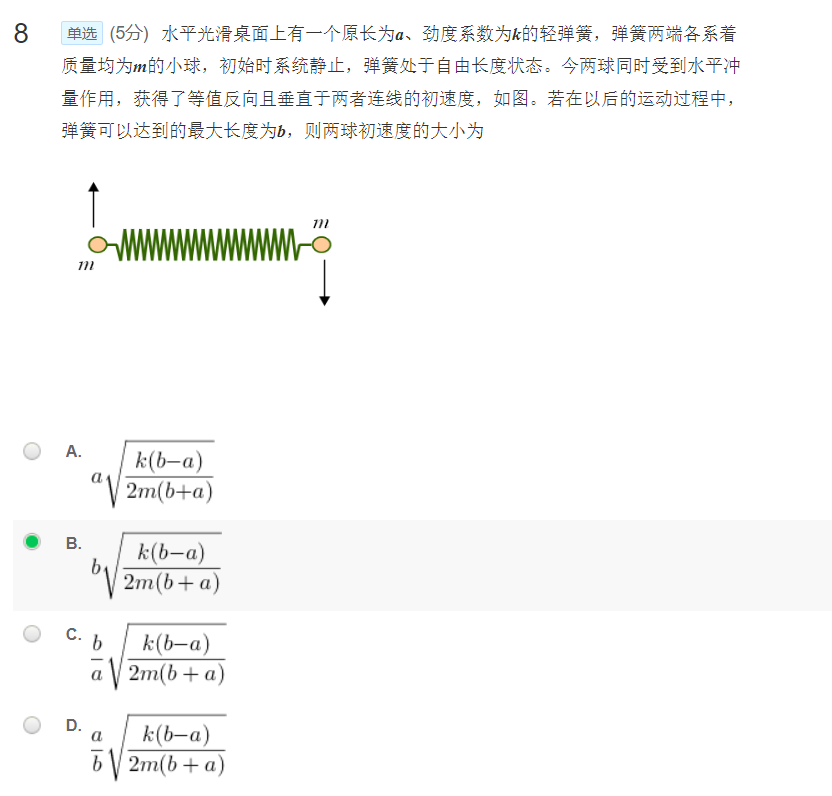 8 单选 (5分) 水平光滑桌面上有一个原长为a、劲度系数为k的轻弹簧，弹簧两端各系着
质量均为m的小球，初始时系统静止，弹簧处于自由长度状态。今两球同时受到水平冲
量作用，获得了等值反向且垂直于两者连线的初速度，如图。若在以后的运动过程中，
弹簧可以达到的最大长度为b，则两球初速度的大小为
m
m
A. a√(k(b−a)/2m(b+a))
B. b√(k(b−a)/2m(b+a))
C. b/a √(k(b−a)/2m(b+a))
D. a/b √(k(b−a)/2m(b+a))